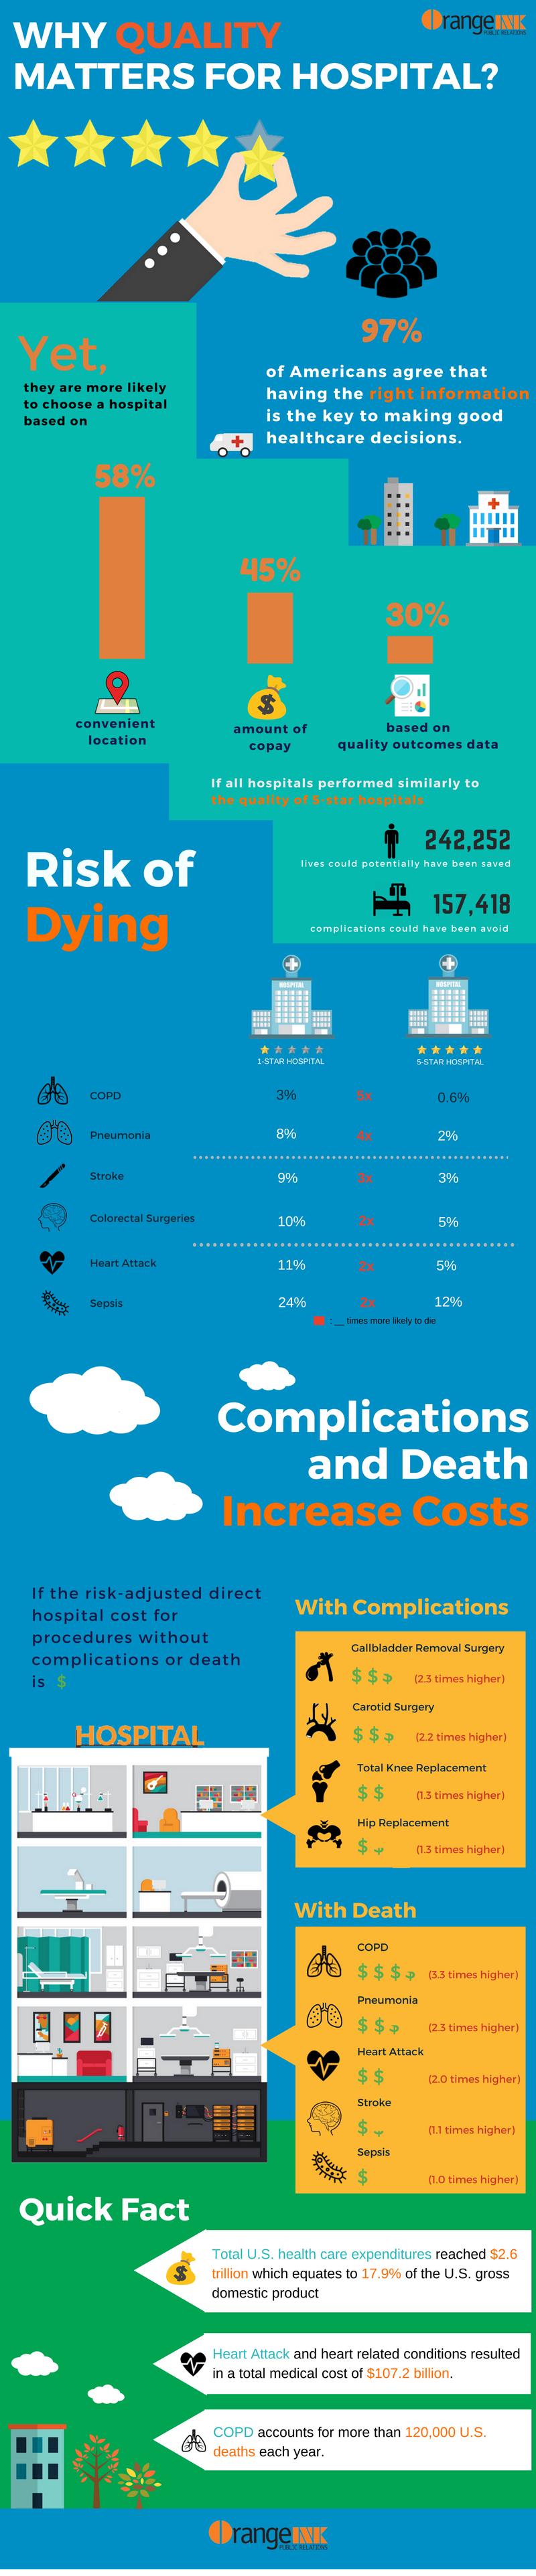 OrangeINK
PUBLIC RELATIONS
WHY QUALITY
MATTERS FOR HOSPITAL?
97%
of Americans agree that
having the right information
is the key to making good
healthcare decisions.
Yet,
they are more likely
to choose a hospital
based on
58%
45%
30%
convenient
location
amount of
copay
based on
quality outcomes data
If all hospitals performed similarly to
the quality of 5-star hospitals
242,252
lives could potentially have been saved
157,418
complications could have been avoid
Risk of
Dying
HOSPITAL
HOSPITAL
1-STAR HOSPITAL
5-STAR HOSPITAL
COPD 3% 5x 0.6%
Pneumonia 8% 4x 2%
Stroke 9% 3x 3%
Colorectal Surgeries 10% 2x 5%
Heart Attack 11% 2x 5%
Sepsis 24% 2x 12%
: __ times more likely to die
Complications
and Death
Increase Costs
If the risk-adjusted direct
hospital cost for
procedures without
complications or death
is $
HOSPITAL
With Complications
Gallbladder Removal Surgery
$ $ $ (2.3 times higher)
Carotid Surgery
$ $ $ (2.2 times higher)
Total Knee Replacement
$ $ (1.3 times higher)
Hip Replacement
$ $ (1.3 times higher)
With Death
COPD
$ $ $ $ (3.3 times higher)
Pneumonia
$ $ $ (2.3 times higher)
Heart Attack
$ $ (2.0 times higher)
Stroke
$ $ (1.1 times higher)
Sepsis
$ (1.0 times higher)
Quick Fact
Total U.S. health care expenditures reached $2.6
trillion which equates to 17.9% of the U.S. gross
domestic product
Heart Attack and heart related conditions resulted
in a total medical cost of $107.2 billion.
COPD accounts for more than 120,000 U.S.
deaths each year.
OrangeINK
PUBLIC RELATIONS